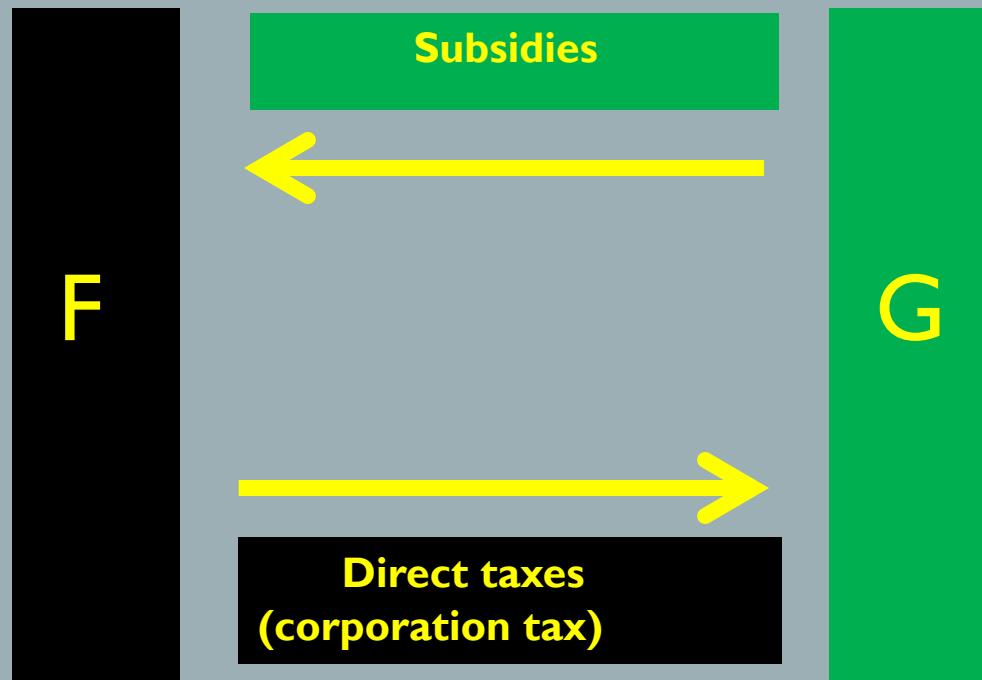 Subsidies
F
G
Direct taxes
(corporation tax)